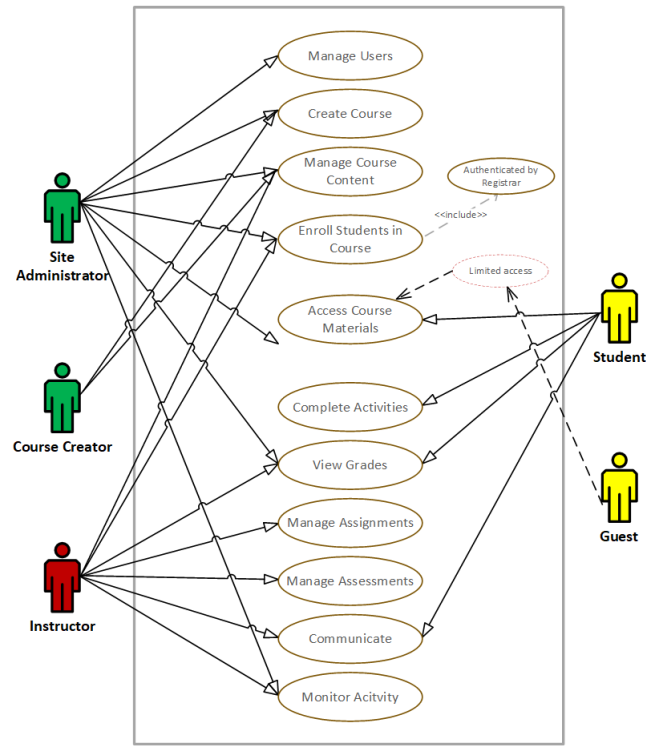 Manage Users
Create Course
Manage Course
Content
Authenticated by
Registrar
<<include>>
Enroll Students in
Course
Site
Administrator
Limited access
Access Course
Materials
Student
Course Creator
Complete Activities
View Grades
Manage Assignments
Guest
Manage Assessments
Instructor
Communicate
Monitor Acitvity